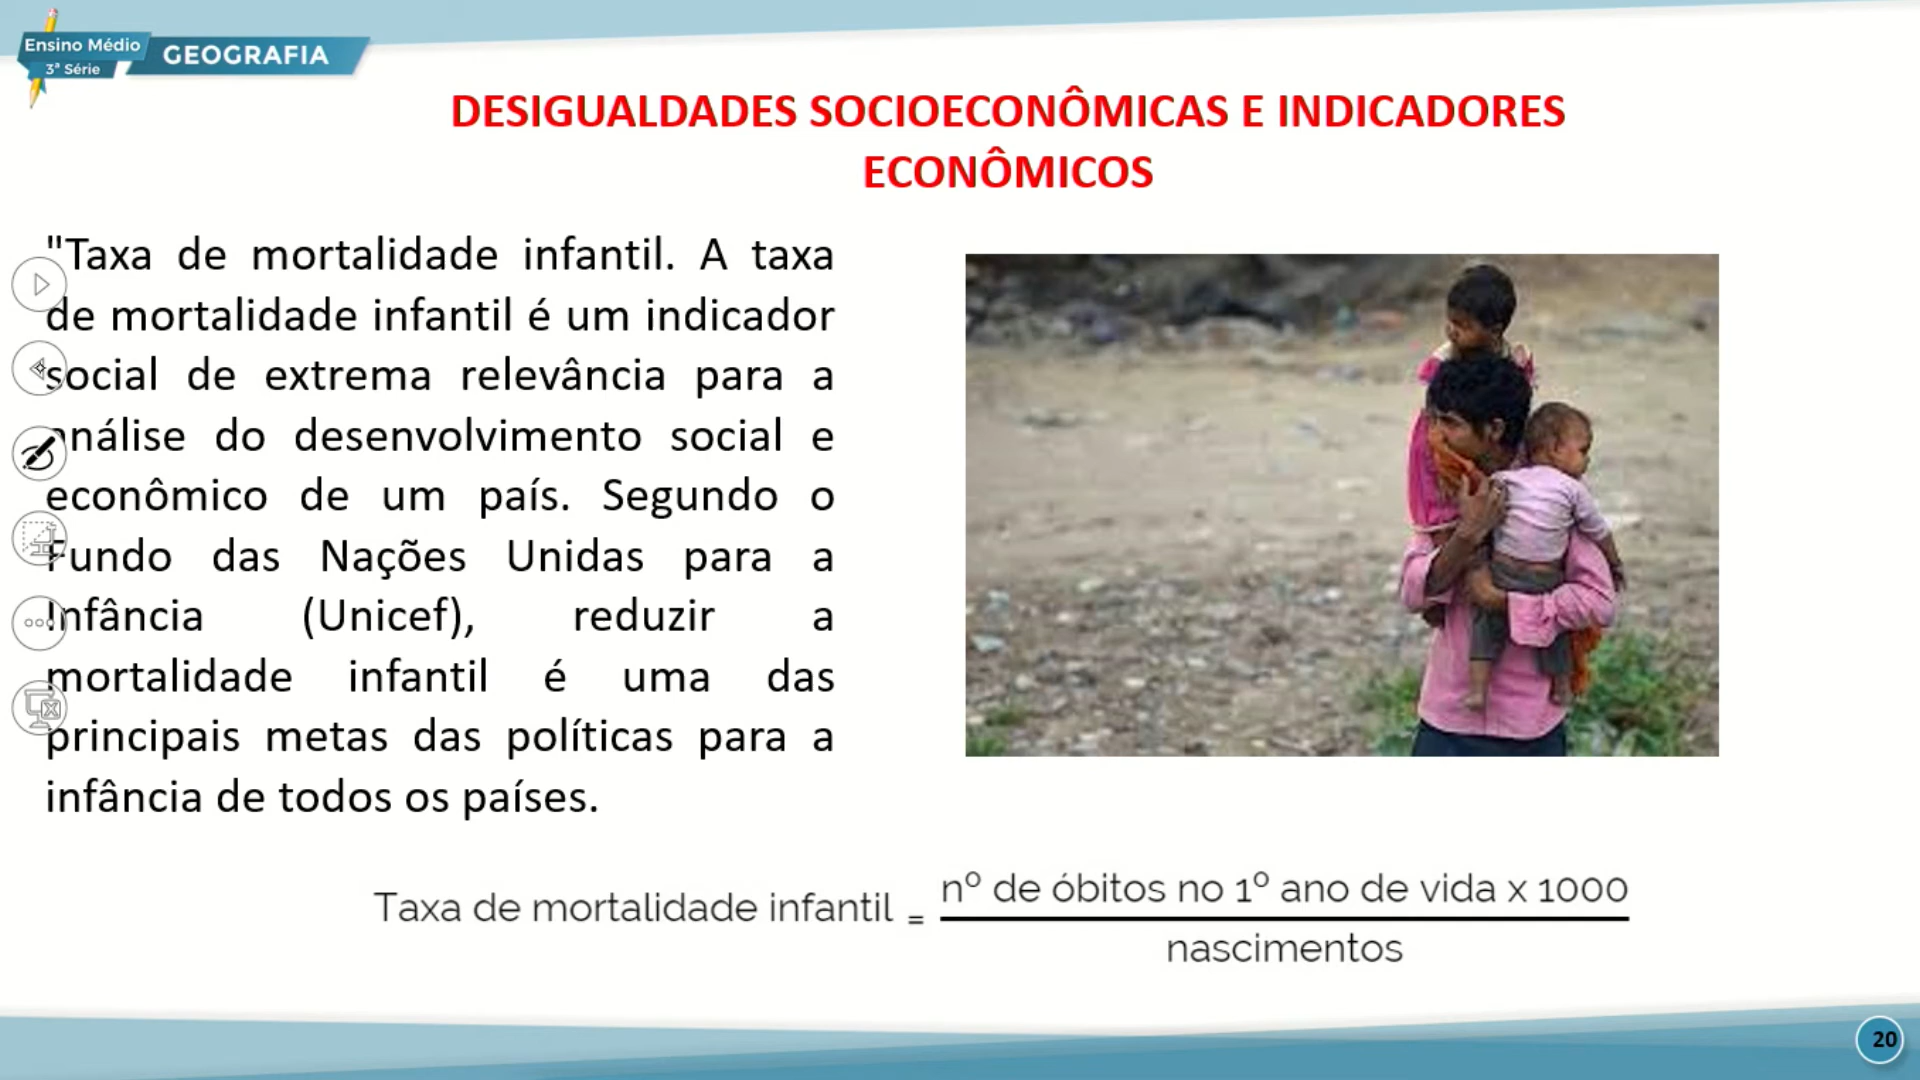 Ensino Médio
3ª Série
GEOGRAFIA
DESIGUALDADES SOCIOECONÔMICAS E INDICADORES
ECONÔMICOS
"Taxa de mortalidade infantil. A taxa
de mortalidade infantil é um indicador
social de extrema relevância para a
análise do desenvolvimento social e
econômico de um país. Segundo o
Fundo das Nações Unidas para a
Infância (Unicef), reduzir a
mortalidade infantil é uma das
principais metas das políticas para a
infância de todos os países.
Taxa de mortalidade infantil = nº de óbitos no 1º ano de vida x 1000
nascimentos
20